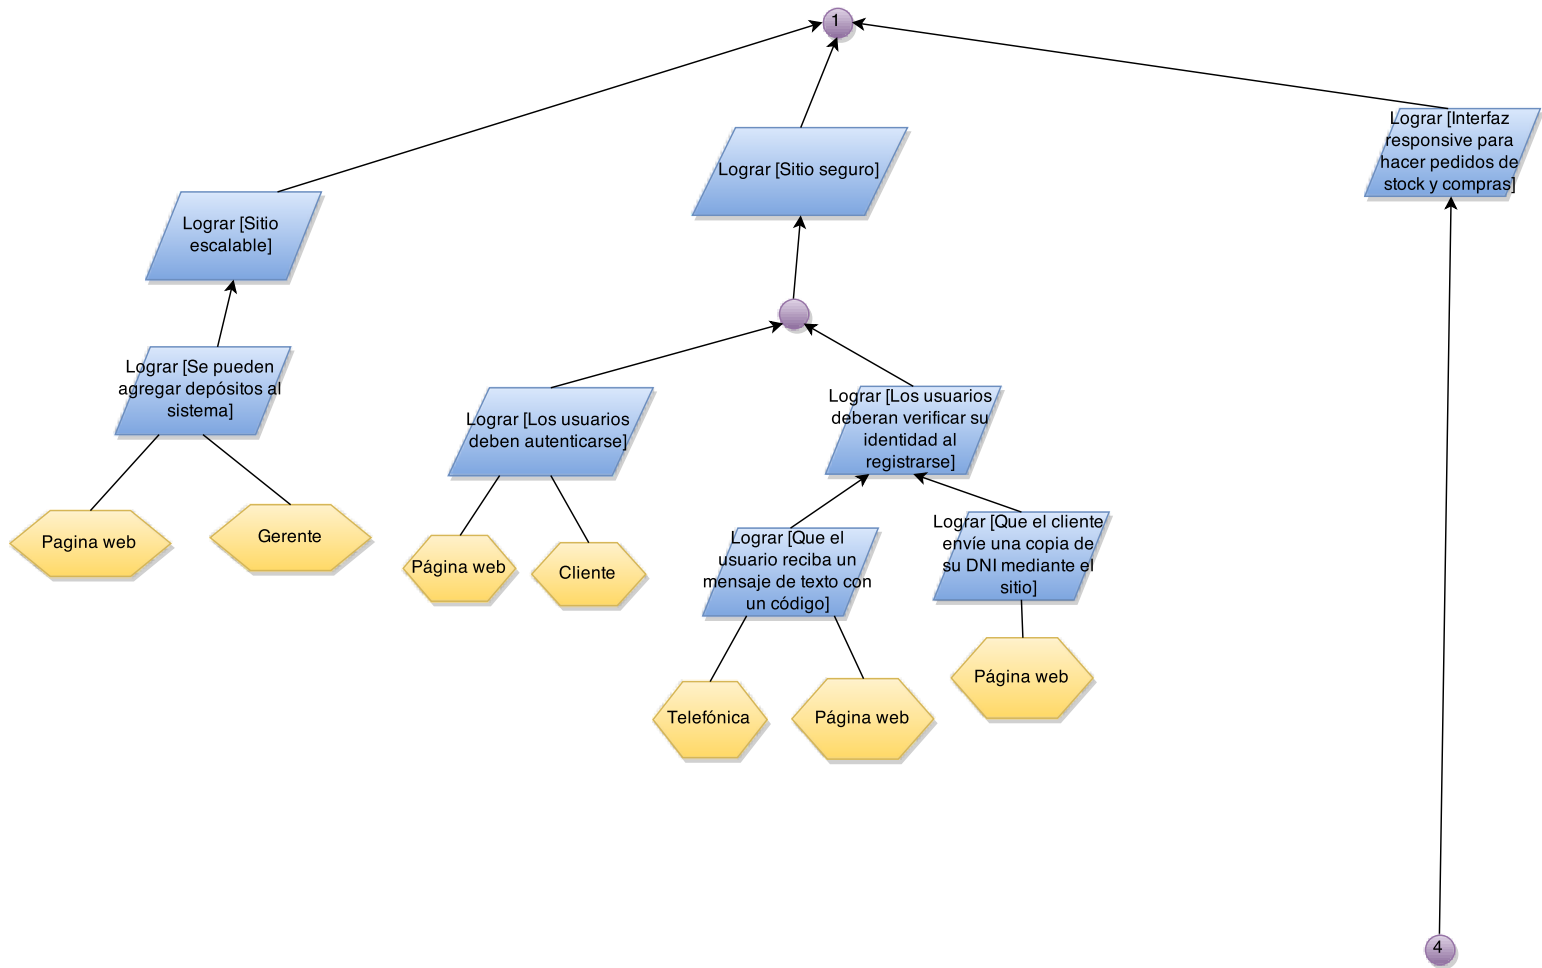 1
Lograr [Interfaz
responsive para
hacer pedidos de
stock y compras]
Lograr [Sitio seguro]
Lograr [Sitio
escalable]
Lograr [Se pueden
agregar depósitos al
sistema]
Lograr [Los usuarios
deben autenticarse]
Lograr [Los usuarios
deberan verificar su
identidad al
registrarse]
Pagina web
Gerente
Página web
Cliente
Lograr [Que el
usuario reciba un
mensaje de texto con
un código]
Lograr [Que el cliente
envíe una copia de
su DNI mediante el
sitio]
Telefónica
Página web
Página web
4